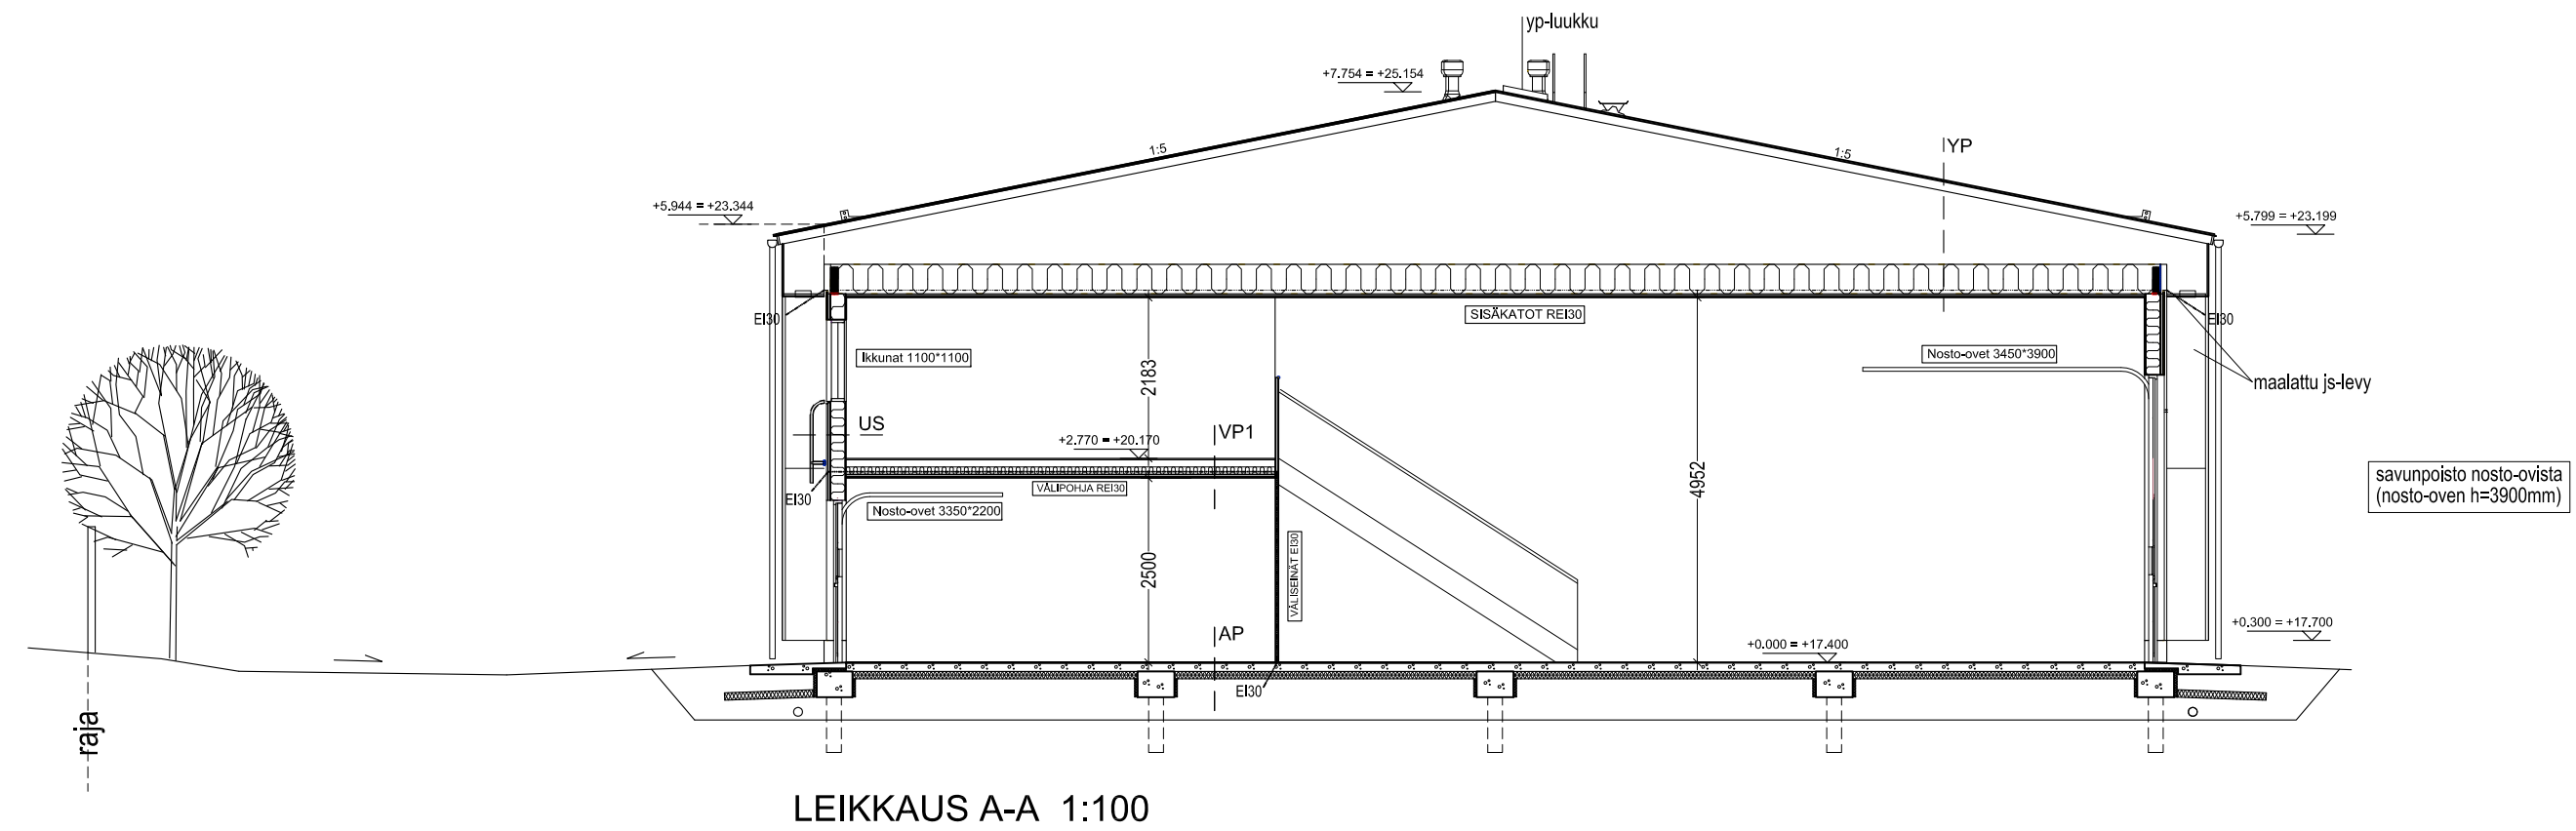 yp-luukku
+7.754 = +25.154
1:5
1:5
YP
+5.944 = +23.344
+5.799 = +23.199
EI30
SISÄKATOT REI30
EI30
Ikkunat 1100*1100
2183
Nosto-ovet 3450*3900
maalattu js-levy
US
+2.770 = +20.170
VP1
EI30
VÄLIPOHJA REI30
4952
savunpoisto nosto-ovista
(nosto-oven h=3900mm)
Nosto-ovet 3350*2200
2500
VÄLISEINÄT EI30
AP
+0.000 = +17.400
+0.300 = +17.700
EI30
raja
LEIKKAUS A-A 1:100